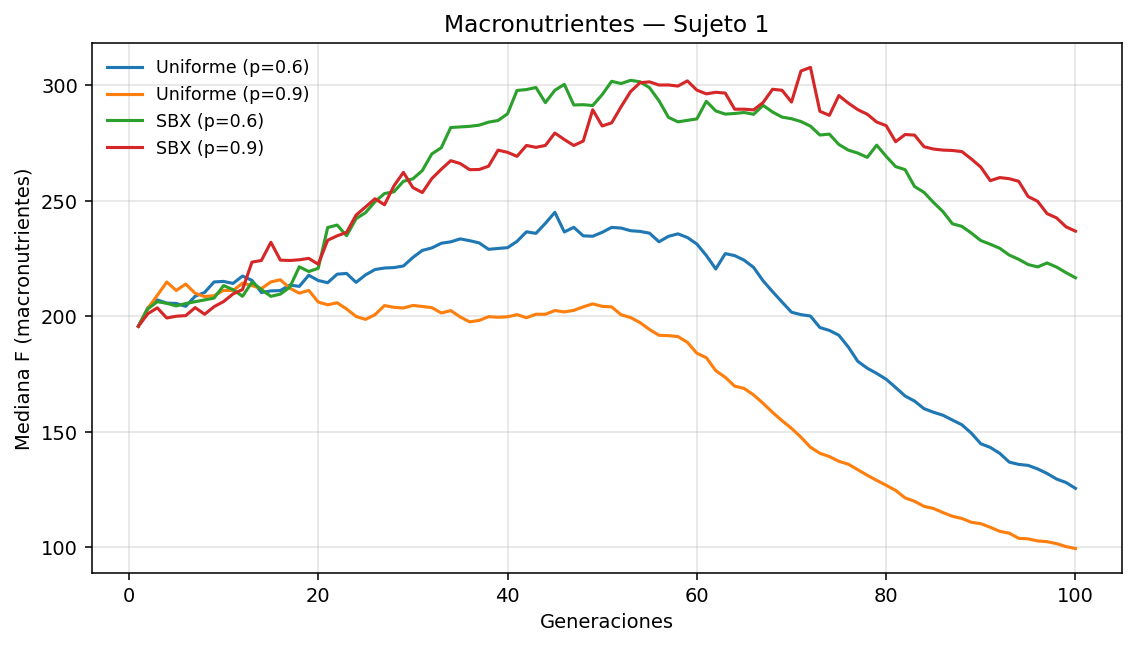 Macronutrientes — Sujeto 1
Uniforme (p=0.6)
Uniforme (p=0.9)
SBX (p=0.6)
SBX (p=0.9)
Mediana F (macronutrientes)
300
250
200
150
100
0 20 40 60 80 100
Generaciones